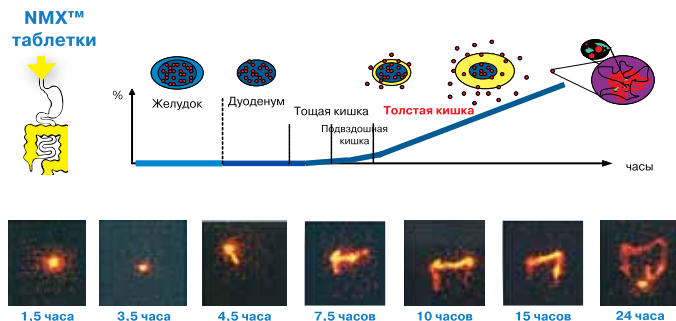 NMX™
таблетки
%
Желудок
Дуоденум
Тощая кишка
Подвздошная
кишка
Толстая кишка
часы
1.5 часа
3.5 часа
4.5 часа
7.5 часов
10 часов
15 часов
24 часа